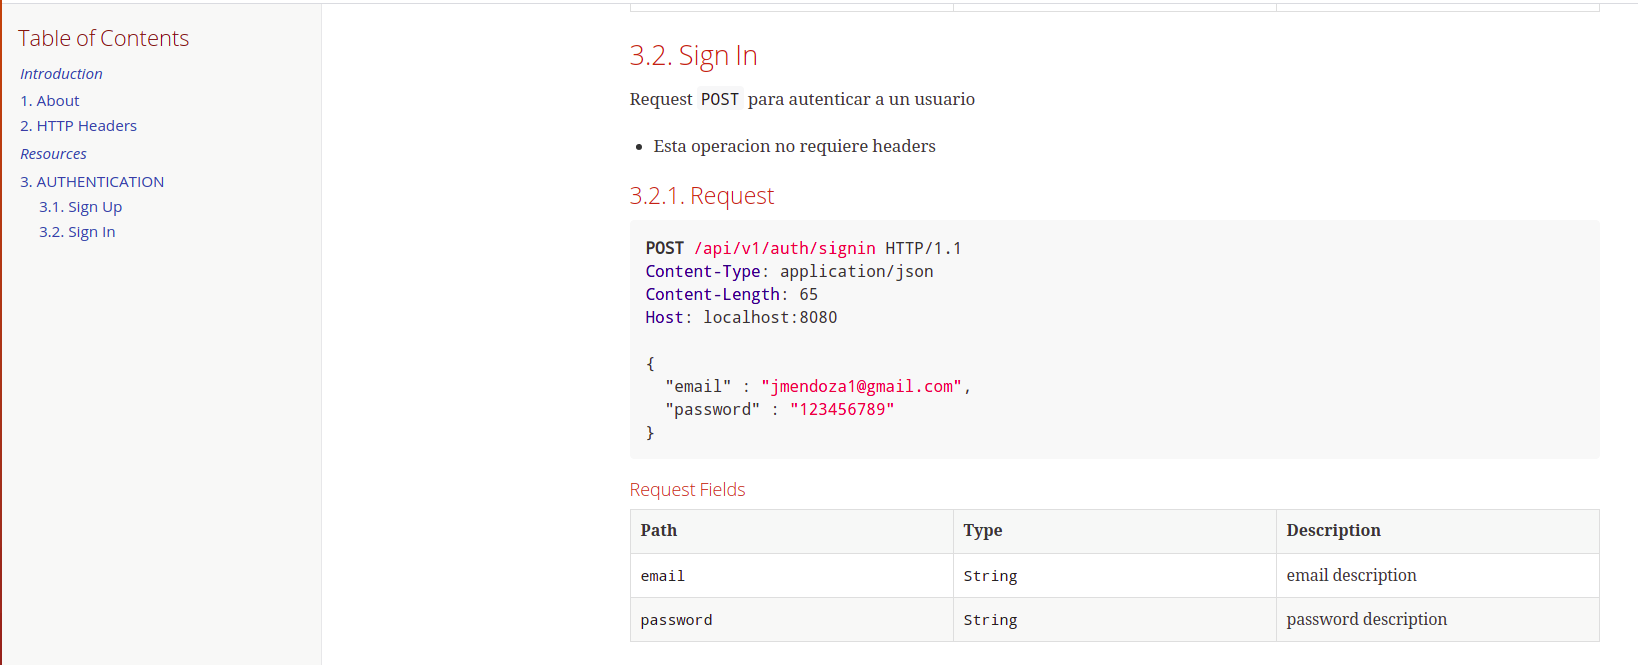 Table of Contents
Introduction
1. About
2. HTTP Headers
Resources
3. AUTHENTICATION
3.1. Sign Up
3.2. Sign In
3.2. Sign In
Request POST para autenticar a un usuario
• Esta operacion no requiere headers
3.2.1. Request
POST /api/v1/auth/signin HTTP/1.1
Content-Type: application/json
Content-Length: 65
Host: localhost:8080
{
"email" : "jmendoza1@gmail.com",
"password" : "123456789"
}
Request Fields
Path Type Description
email String email description
password String password description